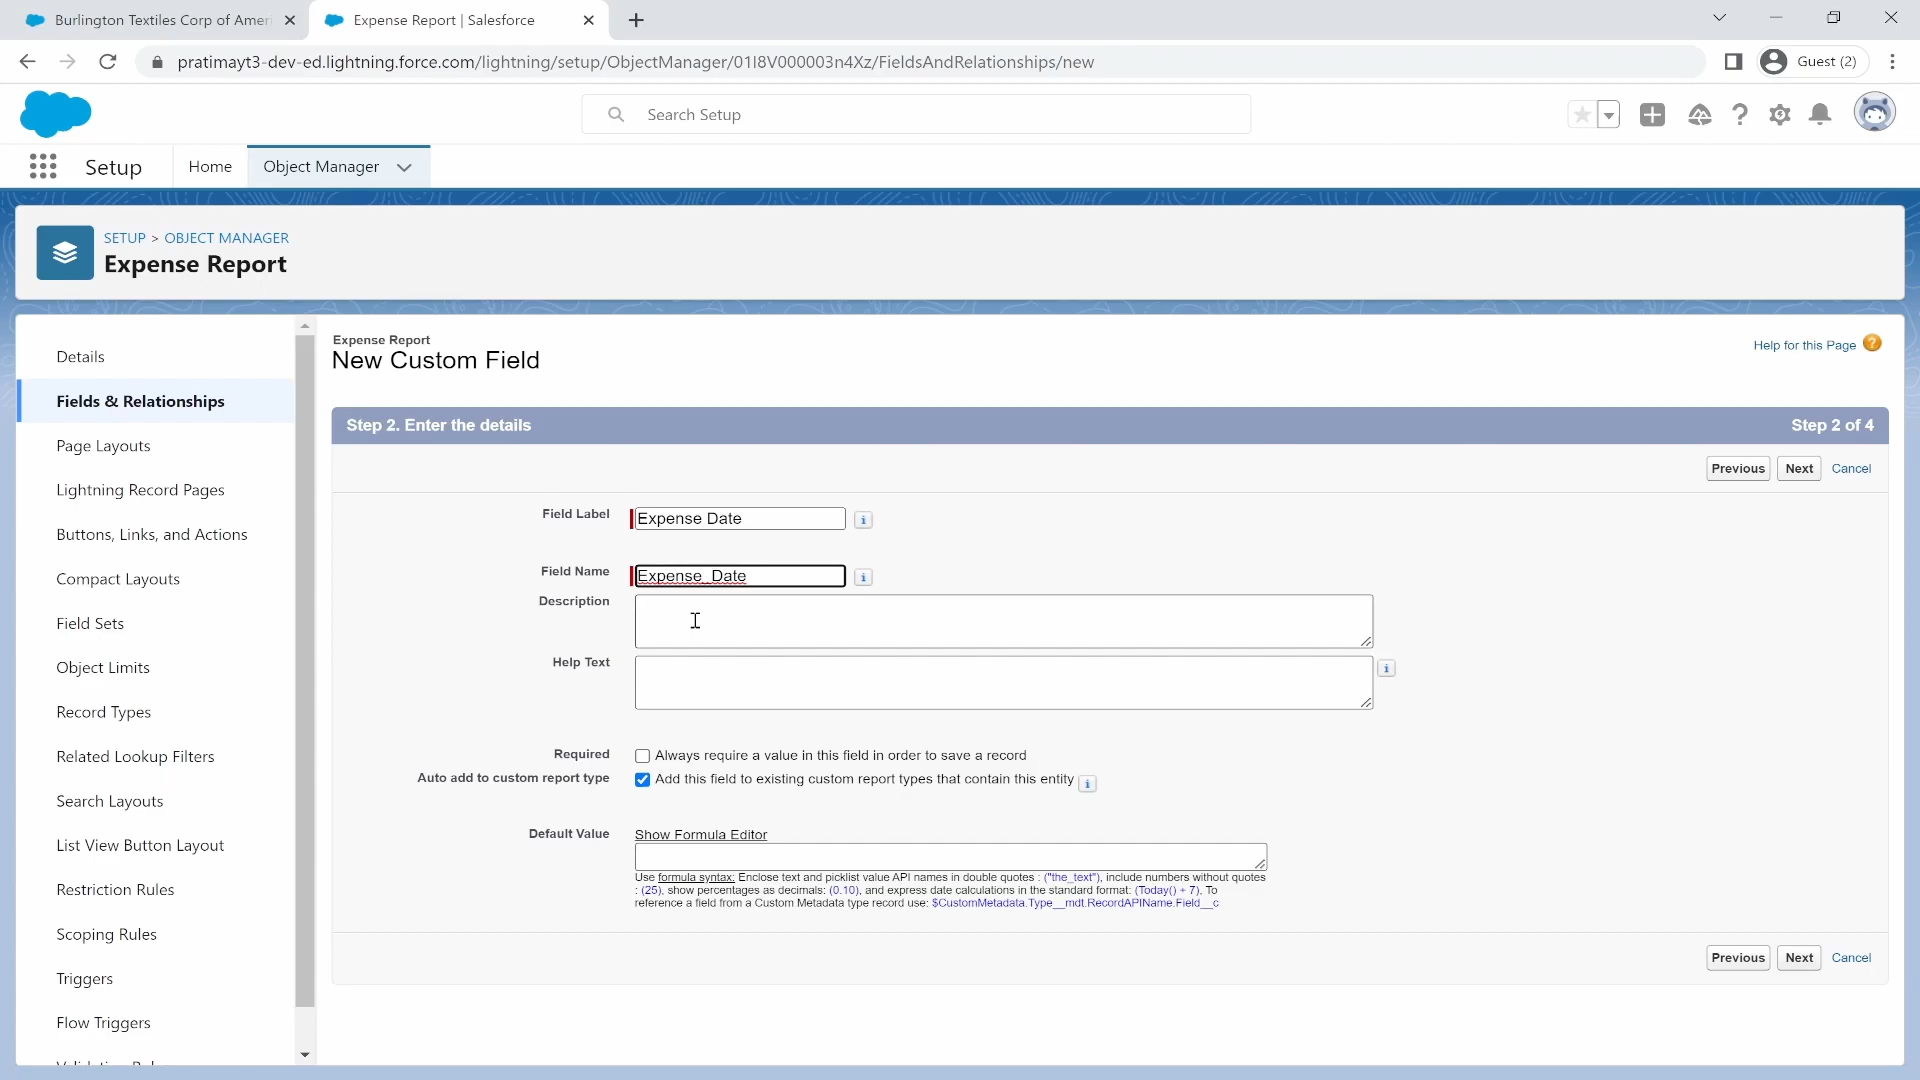 Burlington Textiles Corp of Ameri
Expense Report | Salesforce
pratimayt3-dev-ed.lightning.force.com/lightning/setup/ObjectManager/01I8V000003n4Xz/FieldsAndRelationships/new
Guest (2)
Search Setup
Setup
Home
Object Manager
SETUP > OBJECT MANAGER
Expense Report
Details
Fields & Relationships
Page Layouts
Lightning Record Pages
Buttons, Links, and Actions
Compact Layouts
Field Sets
Object Limits
Record Types
Related Lookup Filters
Search Layouts
List View Button Layout
Restriction Rules
Scoping Rules
Triggers
Flow Triggers
Expense Report
New Custom Field
Help for this Page
Step 2. Enter the details
Step 2 of 4
Previous
Next
Cancel
Field Label
Expense Date
Field Name
Expense_Date
Description
Help Text
Required
Always require a value in this field in order to save a record
Auto add to custom report type
Add this field to existing custom report types that contain this entity
Default Value
Show Formula Editor
Use formula syntax: Enclose text and picklist value API names in double quotes : ("the_text"), include numbers without quotes
: (25), show percentages as decimals: (0.10), and express date calculations in the standard format: (Today() + 7), To
reference a field from a Custom Metadata type record use: $CustomMetadata.Type__mdt.RecordAPIName.Field__c
Previous
Next
Cancel